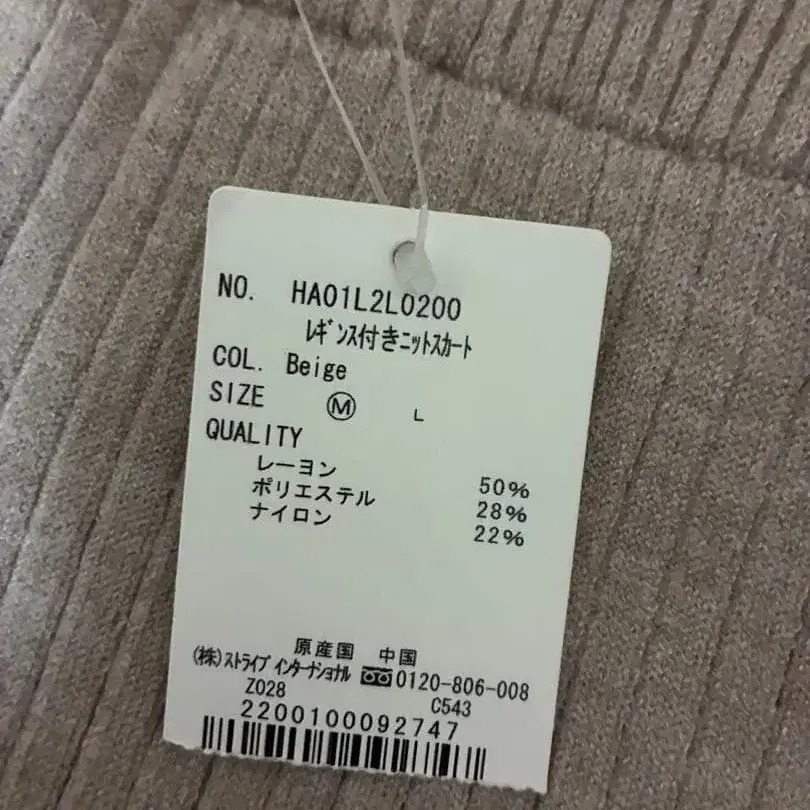 NO. HA01L2L0200
ﾚｷﾞﾝｽ付きﾆｯﾄｽｶｰﾄ
COL. Beige
SIZE Ⓜ L
QUALITY
レーヨン 50%
ポリエステル 28%
ナイロン 22%
原産国 中国
(株)ｽﾄﾗｲﾌﾟ ｲﾝﾀｰﾅｼｮﾅﾙ 0120-806-008
Z028 C543
2200100092747